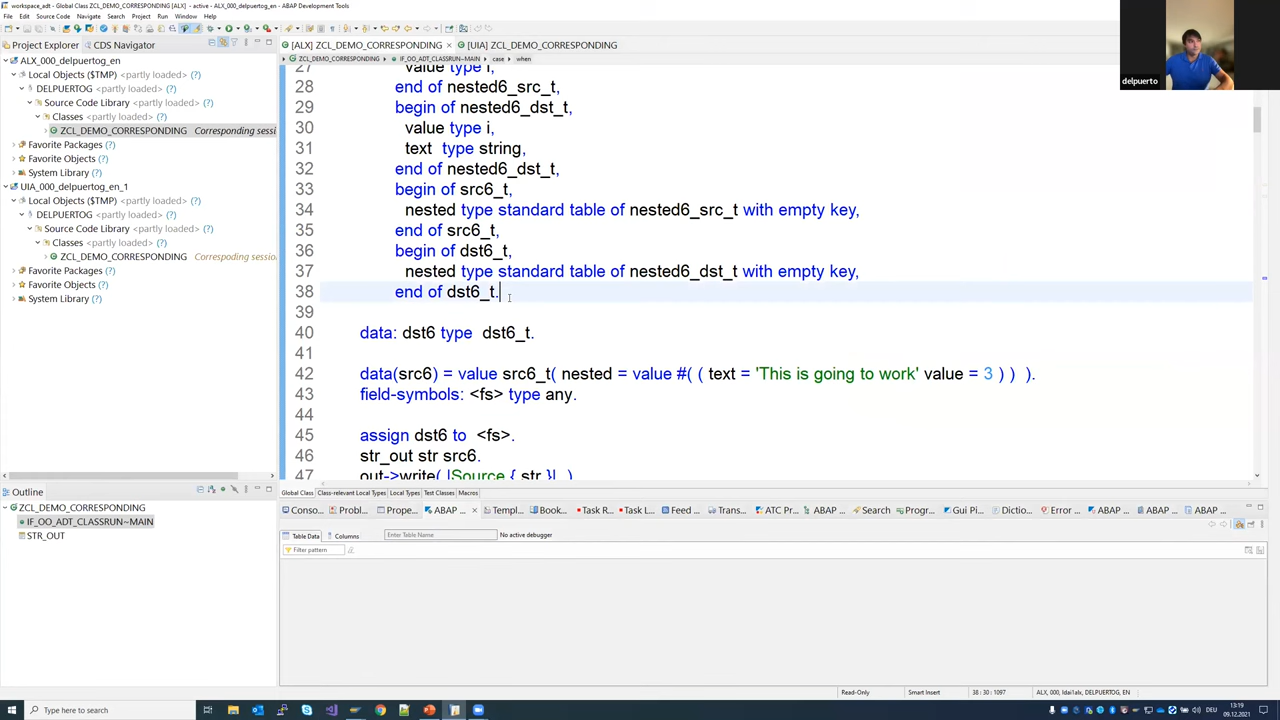 workspace_adt - Global Class ZCL_DEMO_CORRESPONDING [ALX] - active - ALX_000_delpuertog_en - ABAP Development Tools
File Edit Source Code Navigate Search Project Run Window Help
Project Explorer CDS Navigator
[ALX] ZCL_DEMO_CORRESPONDING [UIA] ZCL_DEMO_CORRESPONDING
ZCL_DEMO_CORRESPONDING IF_OO_ADT_CLASSRUN~MAIN case when
ALX_000_delpuertog_en
Local Objects ($TMP) <partly loaded> (?)
DELPUERTOG <partly loaded> (?)
Source Code Library (?)
Classes <partly loaded> (?)
ZCL_DEMO_CORRESPONDING Corresponding sessi
Favorite Packages (?)
Favorite Objects (?)
System Library (?)
UIA_000_delpuertog_en_1
Local Objects ($TMP) <partly loaded> (?)
DELPUERTOG <partly loaded> (?)
Source Code Library (?)
Classes <partly loaded> (?)
ZCL_DEMO_CORRESPONDING Correspoding sessio
Favorite Packages (?)
Favorite Objects (?)
System Library (?)
27 value type i,
28 end of nested6_src_t,
29 begin of nested6_dst_t,
30 value type i,
31 text type string,
32 end of nested6_dst_t,
33 begin of src6_t,
34 nested type standard table of nested6_src_t with empty key,
35 end of src6_t,
36 begin of dst6_t,
37 nested type standard table of nested6_dst_t with empty key,
38 end of dst6_t.
39
40 data: dst6 type dst6_t.
41
42 data(src6) = value src6_t( nested = value #( ( text = 'This is going to work' value = 3 ) ) ).
43 field-symbols: <fs> type any.
44
45 assign dst6 to <fs>.
46 str_out str src6.
47 out->write( |Source { str }| )
delpuerto
Outline
ZCL_DEMO_CORRESPONDING
IF_OO_ADT_CLASSRUN~MAIN
STR_OUT
Global Class Class-relevant Local Types Local Types Test Classes Macros
Conso... Probl... Prope... ABAP ... Templ... Book... Task R... Task L... Feed ... Trans... ATC Pr... ABAP ... Search Progr... Gui Pi... Dictio... Error ... ABAP ... ABAP ... ABAP ...
Table Data Columns Enter Table Name No active debugger
Filter pattern
Read-Only Smart Insert 38 : 30 : 1097 ALX, 000, ldai1alx, DELPUERTOG, EN
Type here to search
DEU 13:19
09.12.2021